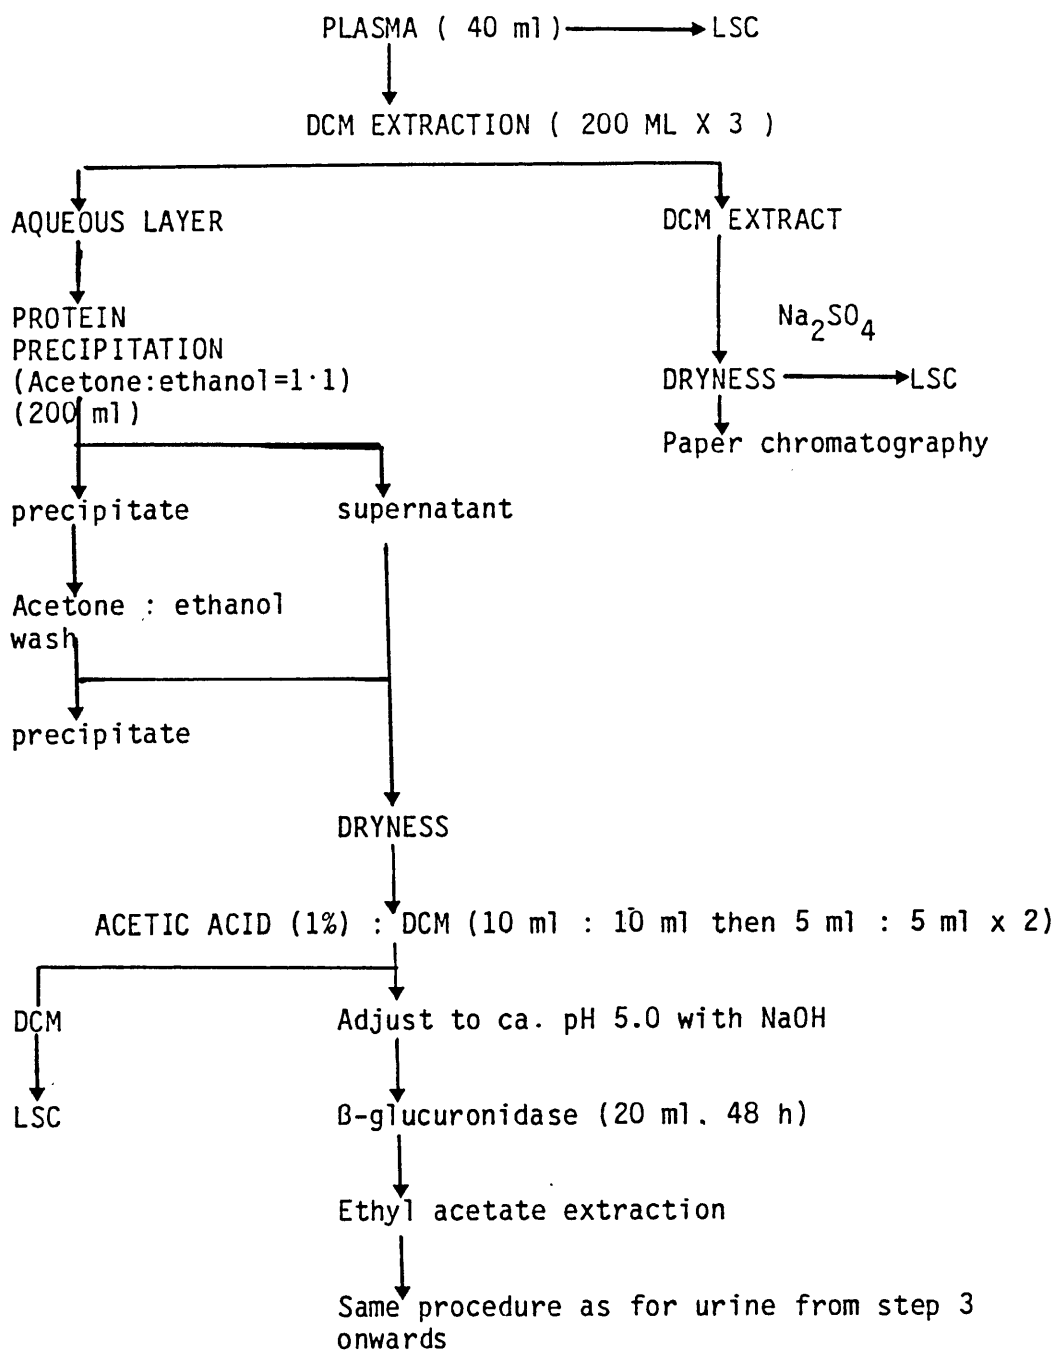 PLASMA ( 40 ml) LSC
DCM EXTRACTION ( 200 ML X 3 )
AQUEOUS LAYER
DCM EXTRACT
PROTEIN
PRECIPITATION
(Acetone:ethanol=1·1)
(200 ml)
Na2SO4
DRYNESS LSC
Paper chromatography
precipitate
supernatant
Acetone : ethanol
wash
precipitate
DRYNESS
ACETIC ACID (1%) : DCM (10 ml : 10 ml then 5 ml : 5 ml x 2)
DCM
LSC
Adjust to ca. pH 5.0 with NaOH
ß-glucuronidase (20 ml. 48 h)
Ethyl acetate extraction
Same procedure as for urine from step 3
onwards